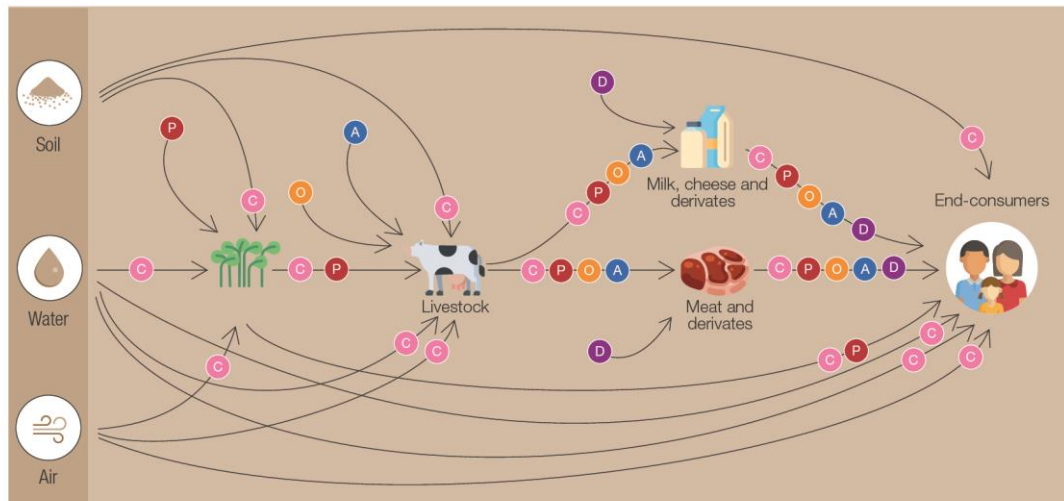 D
P
A
C
Soil
A
O
Milk, cheese and
derivates
C
P
O
A
D
End-consumers
O
P
C
C
C
Water
C
C
P
Livestock
C
P
O
A
Meat and
derivates
C
P
O
A
D
D
C
C
C
C
P
C
C
C
Air